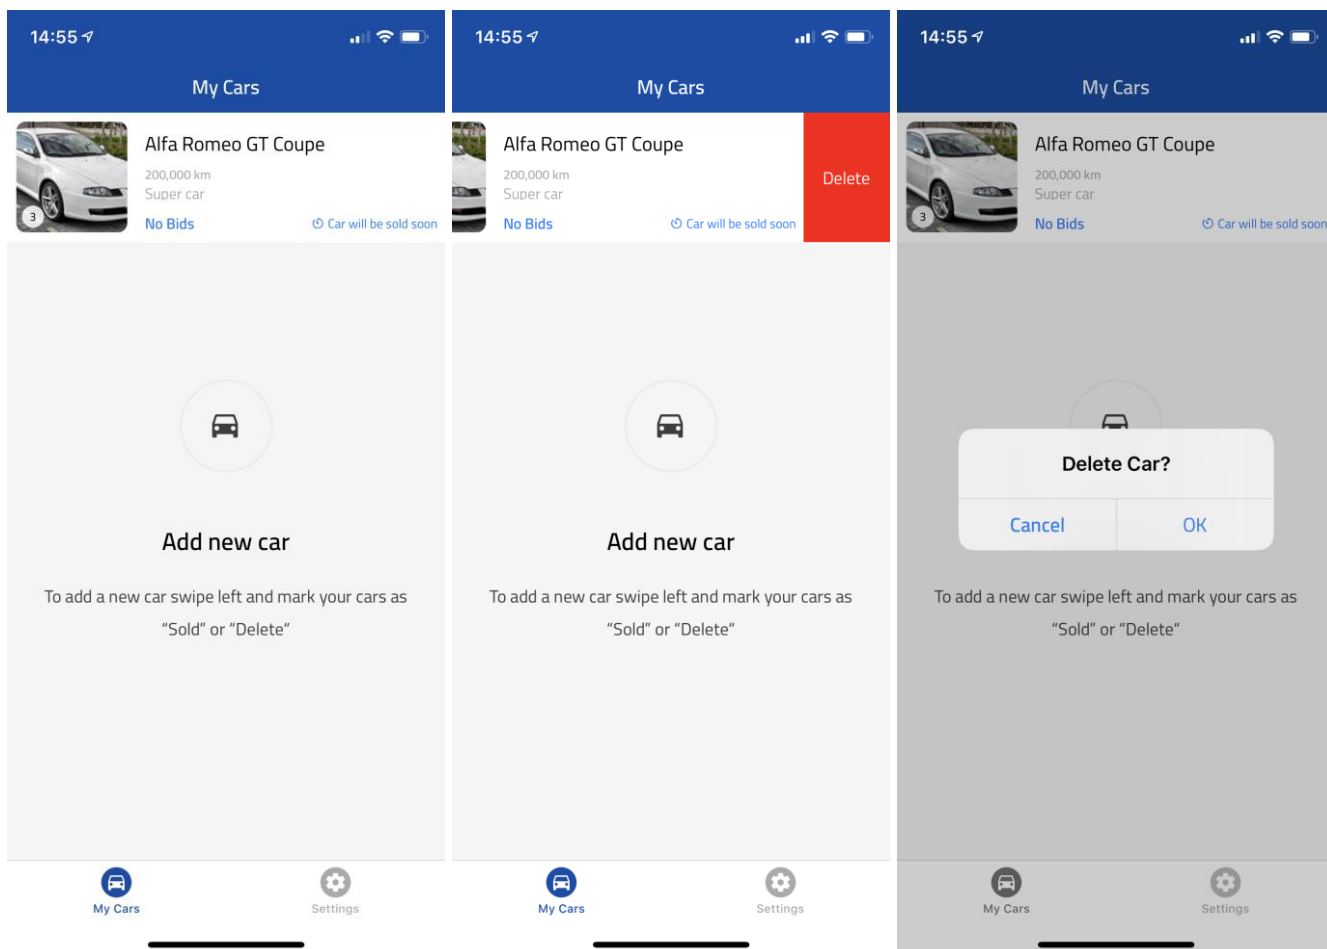 14:55
My Cars
Alfa Romeo GT Coupe
200,000 km
Super car
3
No Bids
Car will be sold soon
Add new car
To add a new car swipe left and mark your cars as
“Sold” or “Delete“
My Cars
Settings
14:55
My Cars
Alfa Romeo GT Coupe
200,000 km
Super car
No Bids
Car will be sold soon
Delete
Add new car
To add a new car swipe left and mark your cars as
“Sold” or “Delete“
My Cars
Settings
14:55
My Cars
Alfa Romeo GT Coupe
200,000 km
Super car
3
No Bids
Car will be sold soon
Delete Car?
Cancel
OK
To add a new car swipe left and mark your cars as
“Sold” or “Delete“
My Cars
Settings